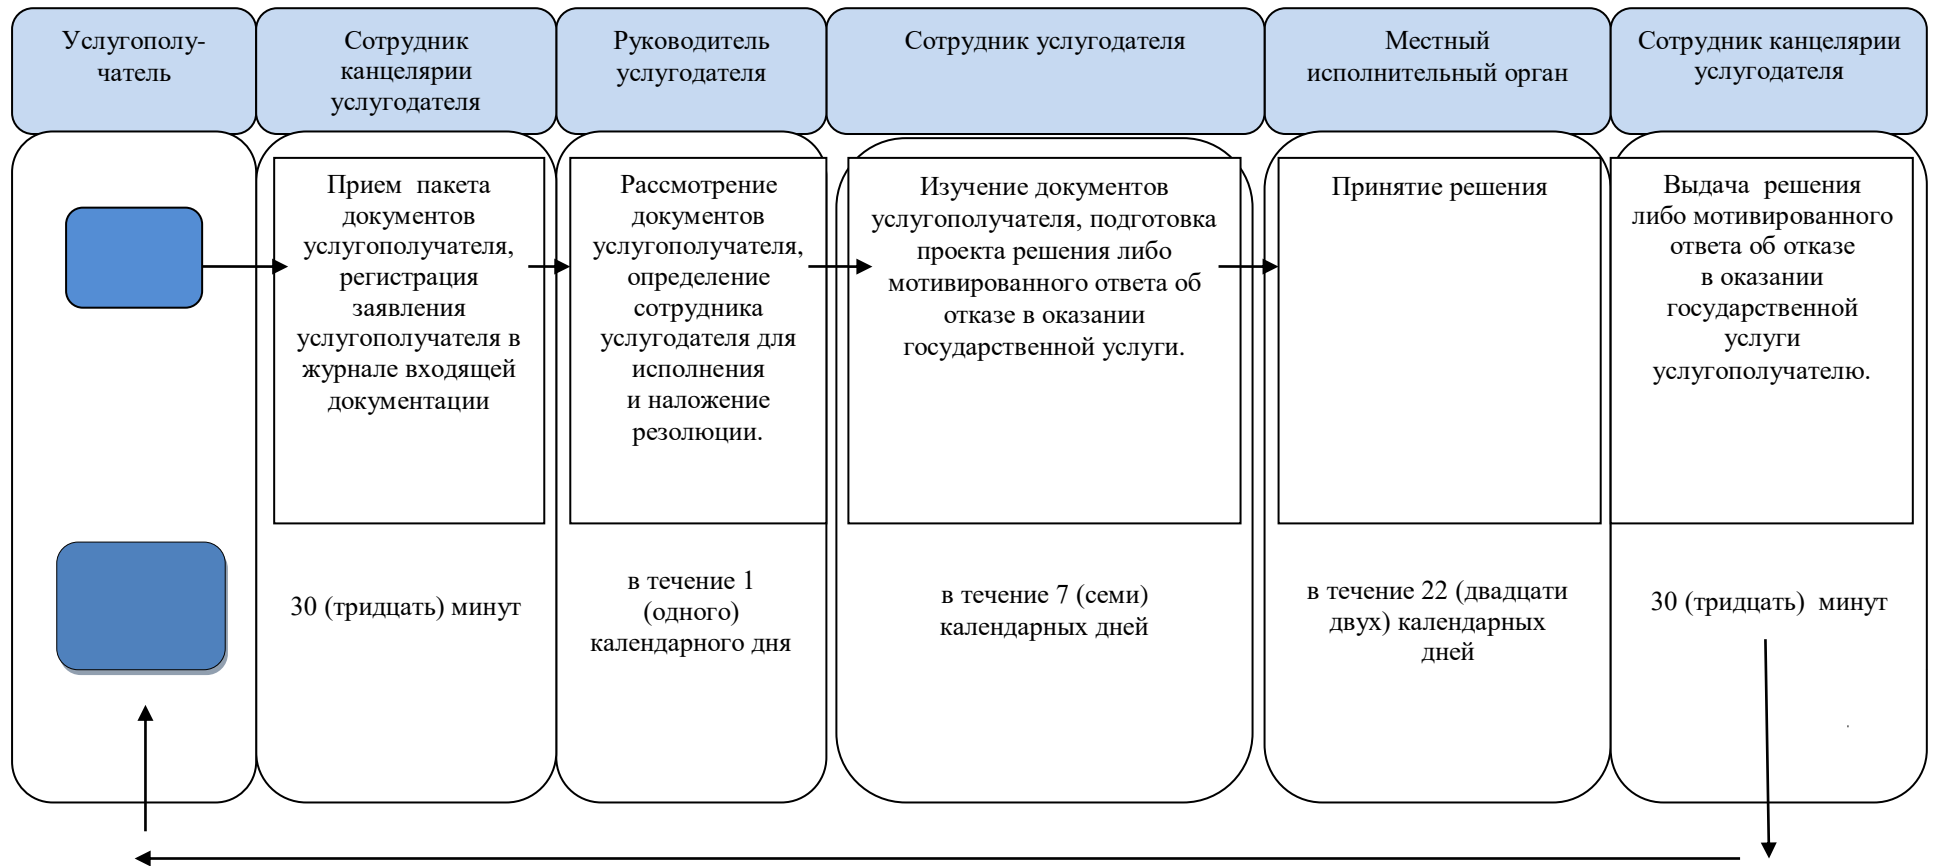 Услугополу-
чатель
Сотрудник
канцелярии
услугодателя
Руководитель
услугодателя
Сотрудник услугодателя
Местный
исполнительный орган
Сотрудник канцелярии
услугодателя
Прием пакета
документов
услугополучателя,
регистрация
заявления
услугополучателя в
журнале входящей
документации
Рассмотрение
документов
услугополучателя,
определение
сотрудника
услугодателя для
исполнения
и наложение
резолюции.
Изучение документов
услугополучателя, подготовка
проекта решения либо
мотивированного ответа об
отказе в оказании
государственной услуги.
Принятие решения
Выдача решения
либо мотивированного
ответа об отказе
в оказании
государственной
услуги
услугополучателю.
30 (тридцать) минут
в течение 1
(одного)
календарного дня
в течение 7 (семи)
календарных дней
в течение 22 (двадцати
двух) календарных
дней
30 (тридцать) минут